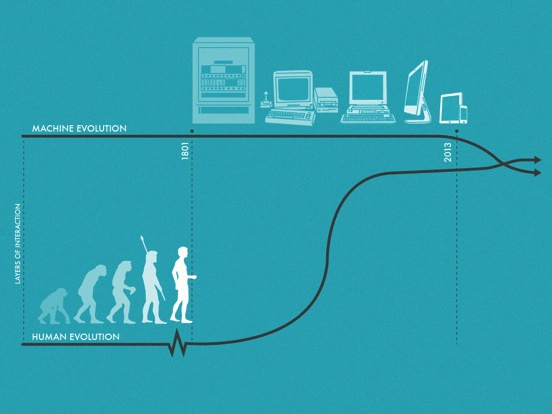 MACHINE EVOLUTION
1801
2013
LAYERS OF INTERACTION
HUMAN EVOLUTION